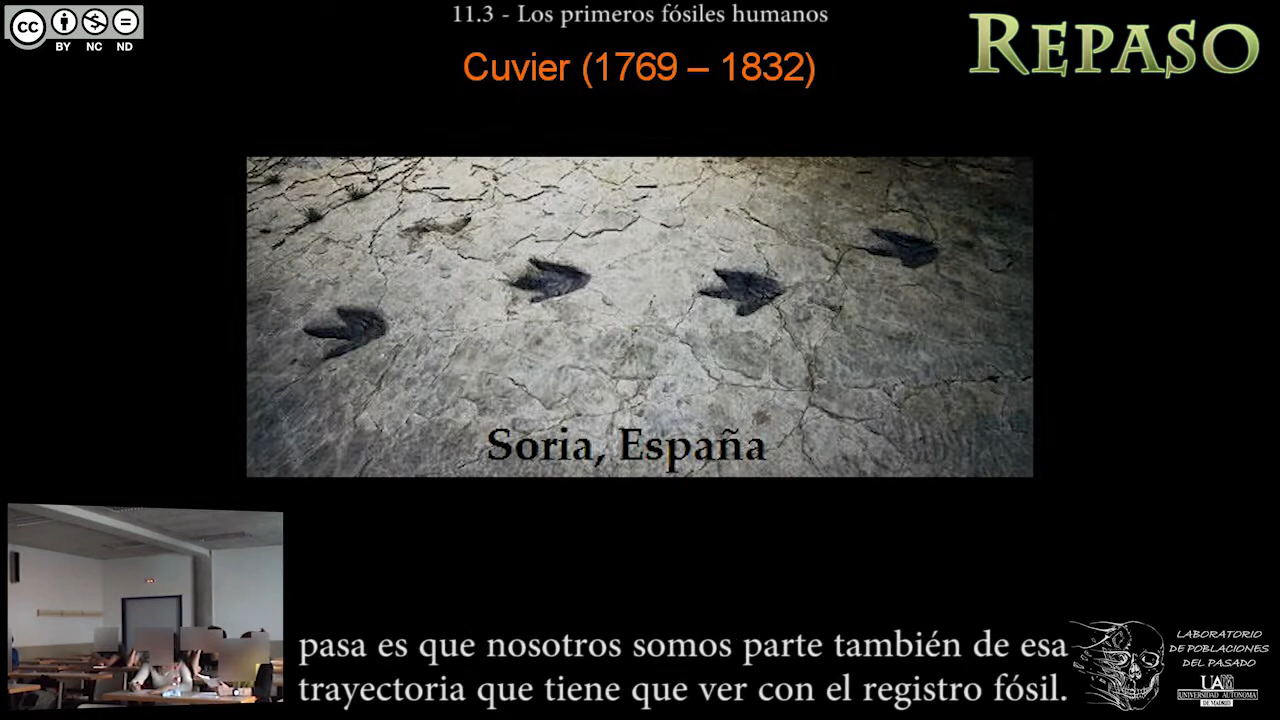 cc
BY NC ND
11.3 - Los primeros fósiles humanos
REPASO
Cuvier (1769 – 1832)
Soria, España
pasa es que nosotros somos parte también de esa
trayectoria que tiene que ver con el registro fósil.
LABORATORIO
DE POBLACIONES
DEL PASADO
UAM
UNIVERSIDAD AUTONOMA
DE MADRID